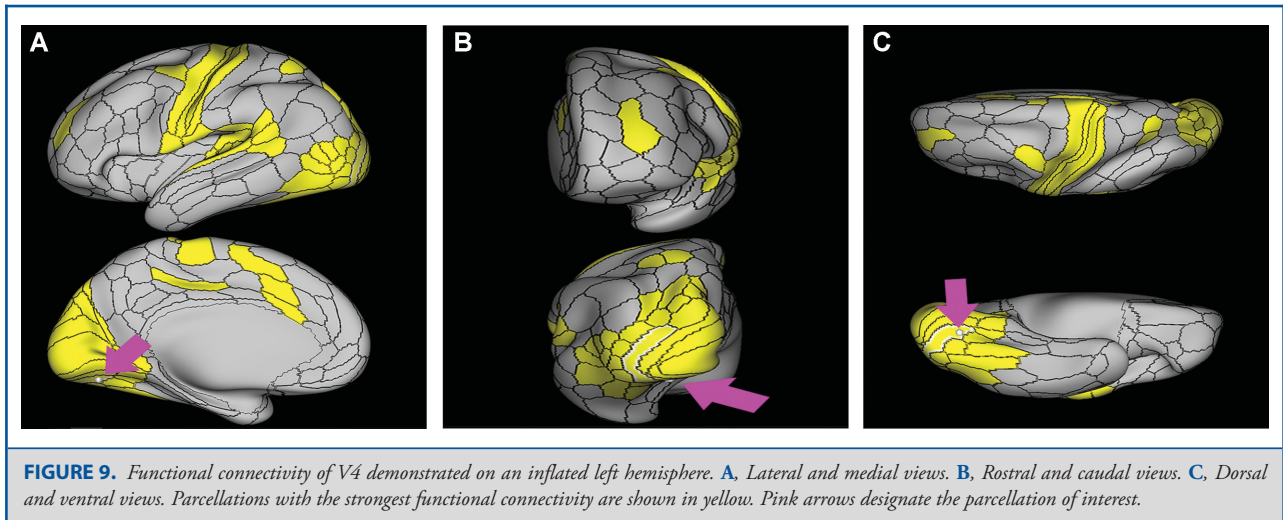 A
B
C
FIGURE 9. Functional connectivity of V4 demonstrated on an inflated left hemisphere. A, Lateral and medial views. B, Rostral and caudal views. C, Dorsal
and ventral views. Parcellations with the strongest functional connectivity are shown in yellow. Pink arrows designate the parcellation of interest.